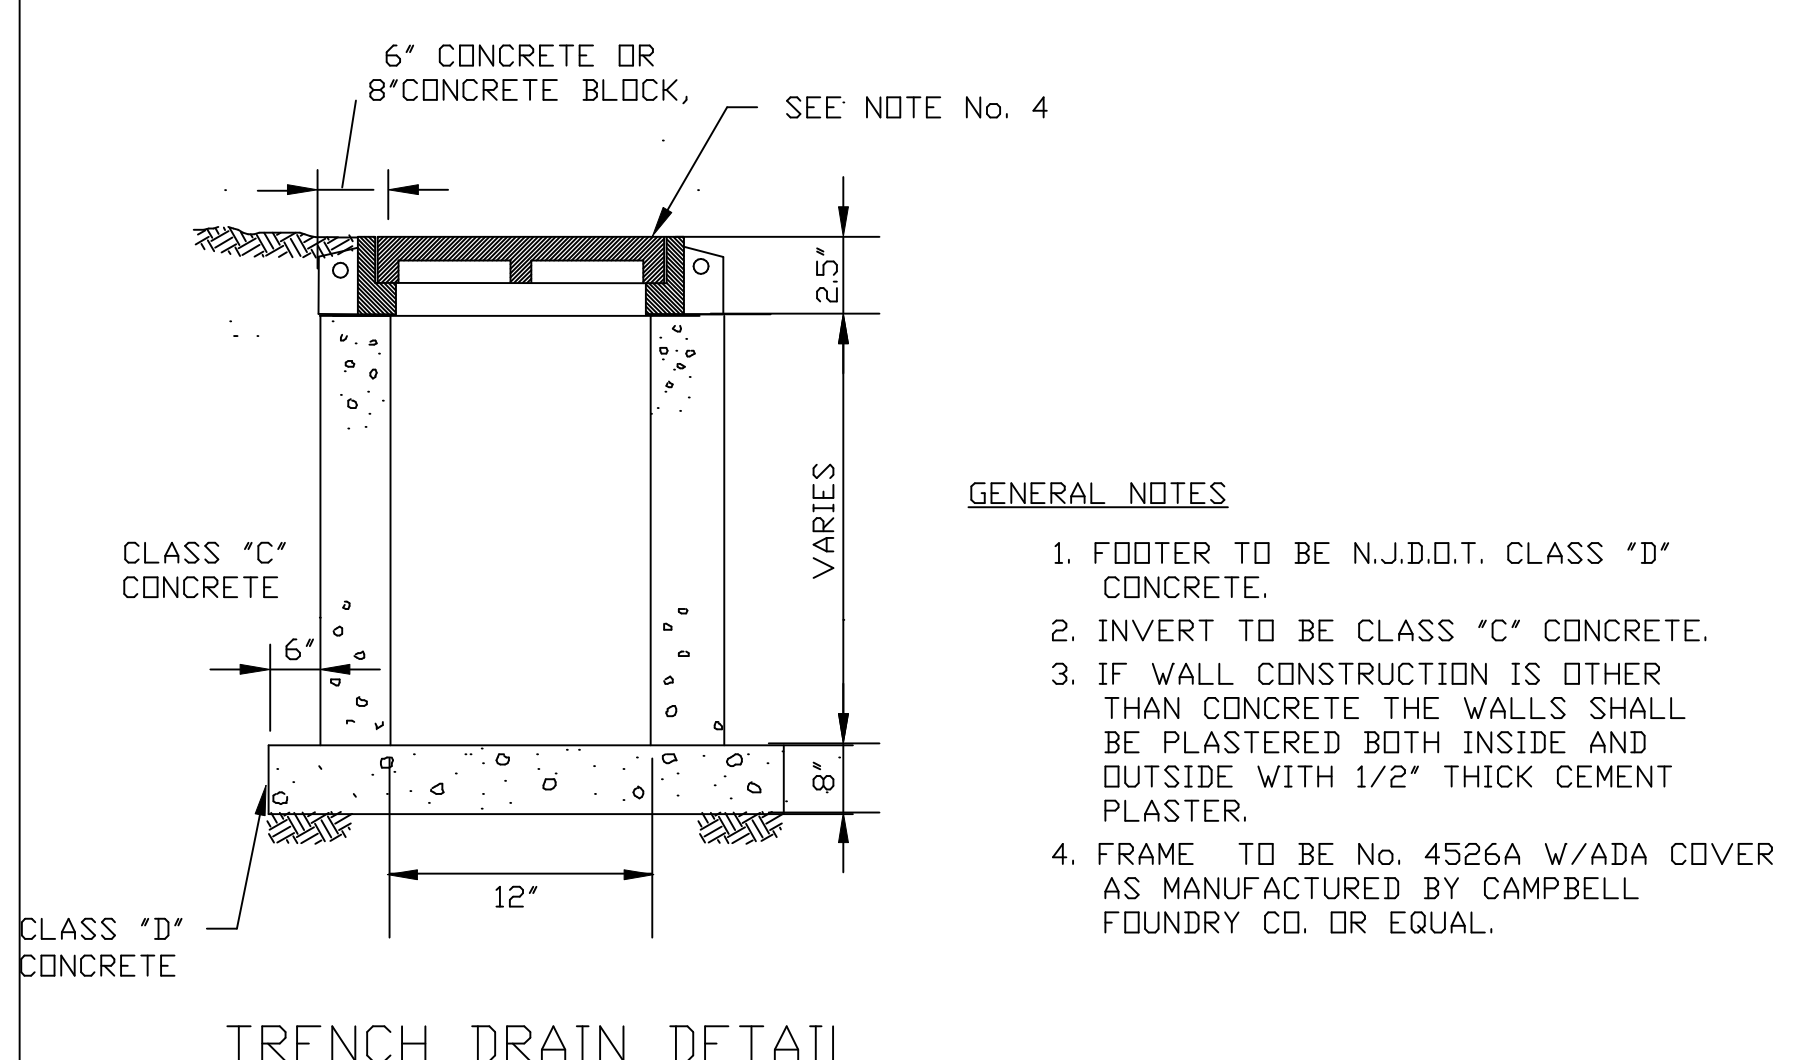 6" CONCRETE OR
8"CONCRETE BLOCK,
SEE NOTE No. 4
2.5"
VARIES
CLASS "C"
CONCRETE
6"
8"
12"
CLASS "D"
CONCRETE
TRENCH DRAIN DETAIL
GENERAL NOTES
1. FOOTER TO BE N.J.D.O.T. CLASS "D"
CONCRETE.
2. INVERT TO BE CLASS "C" CONCRETE.
3. IF WALL CONSTRUCTION IS OTHER
THAN CONCRETE THE WALLS SHALL
BE PLASTERED BOTH INSIDE AND
OUTSIDE WITH 1/2" THICK CEMENT
PLASTER.
4. FRAME TO BE No. 4526A W/ADA COVER
AS MANUFACTURED BY CAMPBELL
FOUNDRY CO. OR EQUAL.